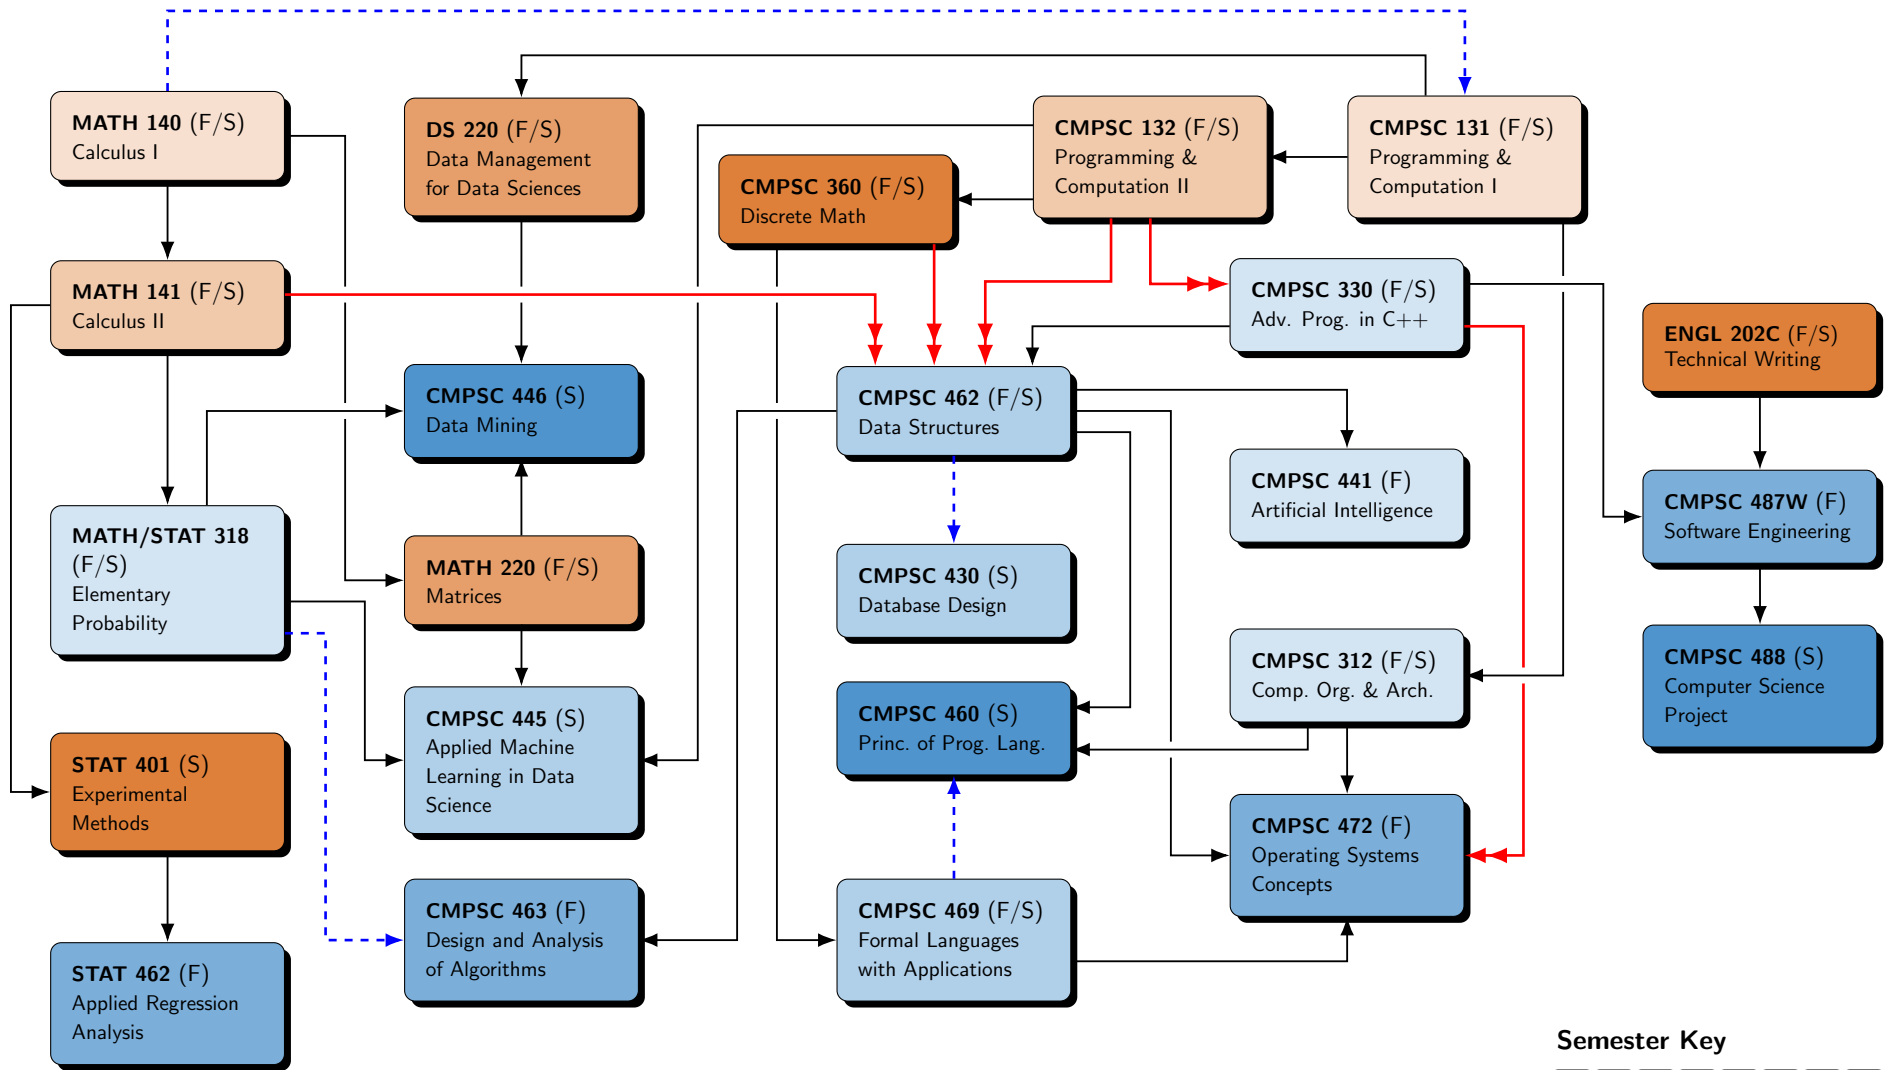 MATH 140 (F/S)
Calculus I
DS 220 (F/S)
Data Management
for Data Sciences
CMPSC 360 (F/S)
Discrete Math
CMPSC 132 (F/S)
Programming &
Computation II
CMPSC 131 (F/S)
Programming &
Computation I
MATH 141 (F/S)
Calculus II
CMPSC 330 (F/S)
Adv. Prog. in C++
ENGL 202C (F/S)
Technical Writing
CMPSC 446 (S)
Data Mining
CMPSC 462 (F/S)
Data Structures
CMPSC 441 (F)
Artificial Intelligence
CMPSC 487W (F)
Software Engineering
MATH/STAT 318
(F/S)
Elementary
Probability
MATH 220 (F/S)
Matrices
CMPSC 430 (S)
Database Design
CMPSC 312 (F/S)
Comp. Org. & Arch.
CMPSC 488 (S)
Computer Science
Project
CMPSC 445 (S)
Applied Machine
Learning in Data
Science
CMPSC 460 (S)
Princ. of Prog. Lang.
STAT 401 (S)
Experimental
Methods
CMPSC 472 (F)
Operating Systems
Concepts
CMPSC 463 (F)
Design and Analysis
of Algorithms
CMPSC 469 (F/S)
Formal Languages
with Applications
STAT 462 (F)
Applied Regression
Analysis
Semester Key